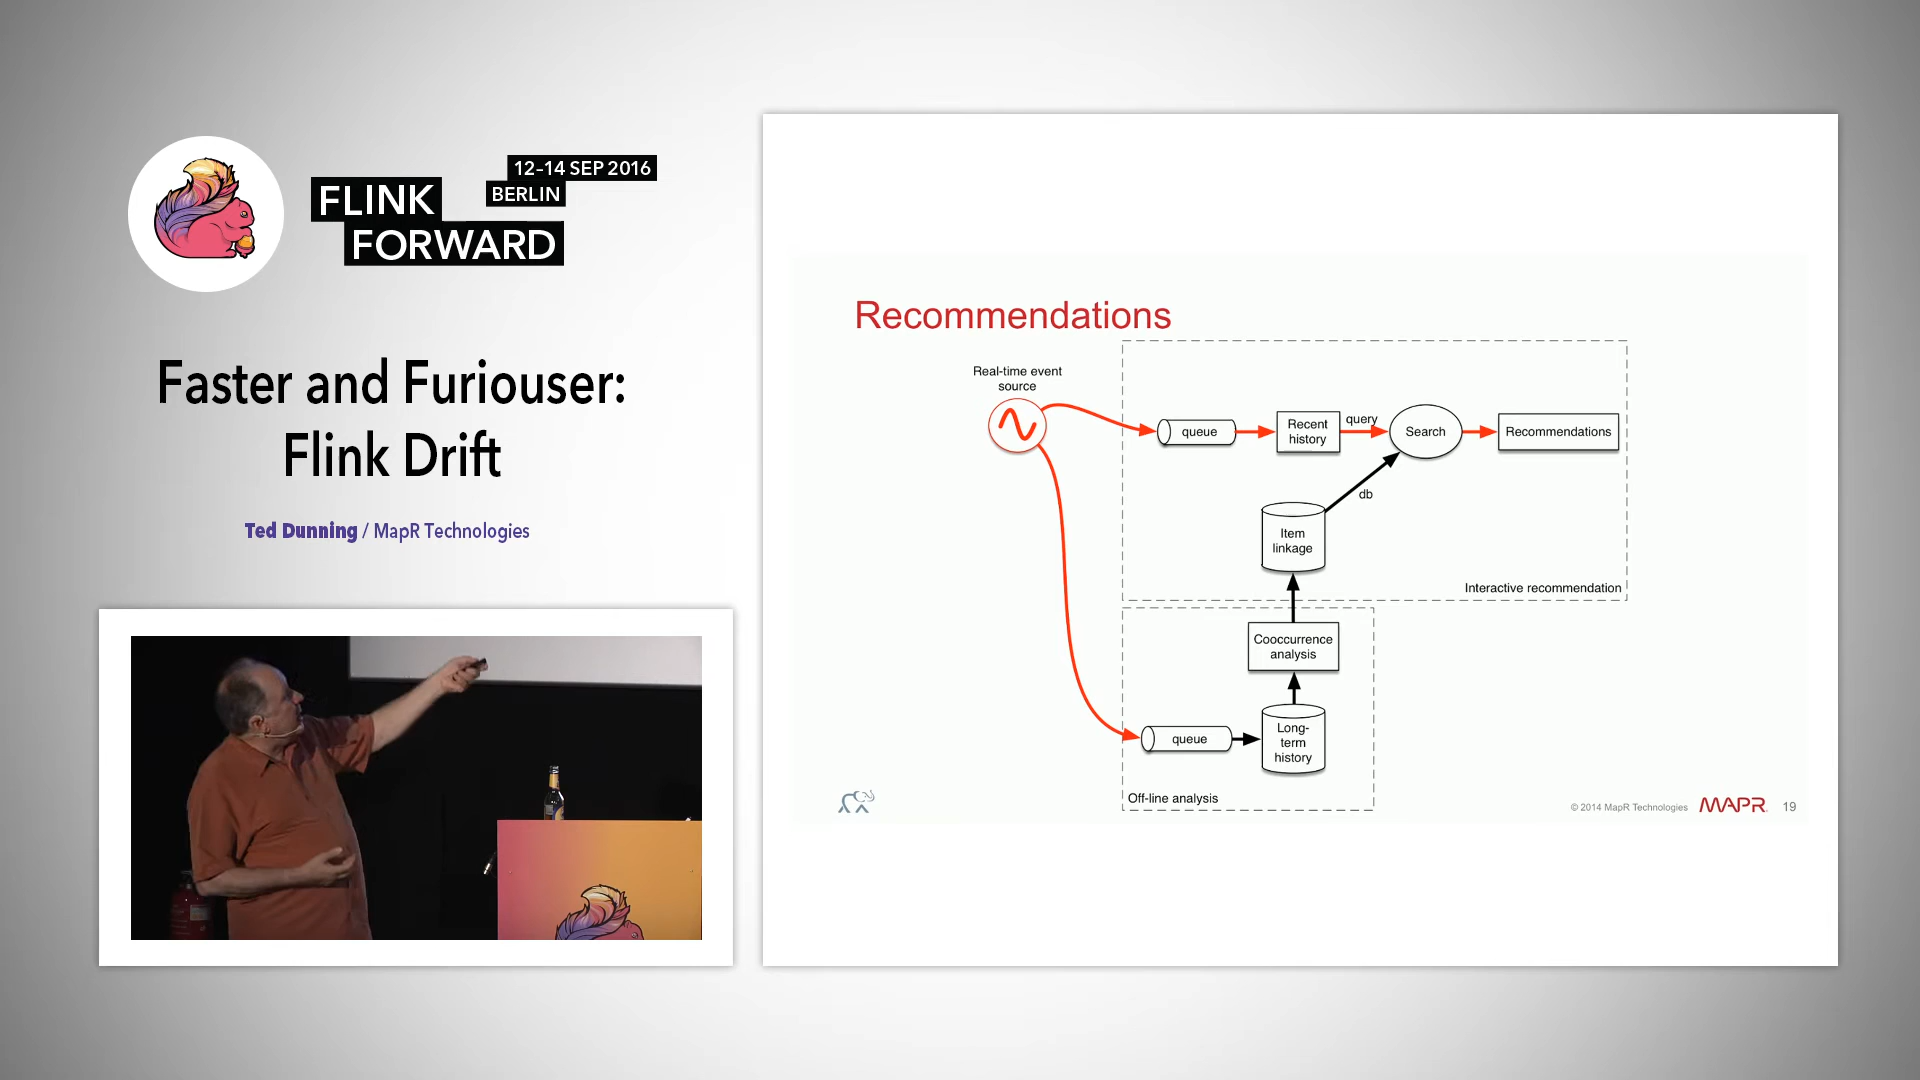 12-14 SEP 2016
BERLIN
FLINK
FORWARD
Faster and Furiouser:
Flink Drift
Ted Dunning / MapR Technologies
Recommendations
Real-time event
source
queue
Recent
history
query
Search
Recommendations
db
Item
linkage
Interactive recommendation
Cooccurrence
analysis
queue
Long-
term
history
Off-line analysis
© 2014 MapR Technologies
MAPR
19